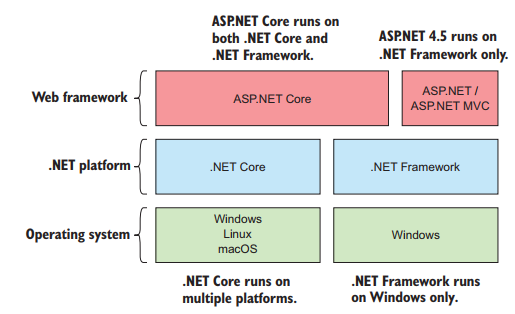 ASP.NET Core runs on
both .NET Core and
.NET Framework.
ASP.NET 4.5 runs on
.NET Framework only.
Web framework
ASP.NET Core
ASP.NET /
ASP.NET MVC
.NET platform
.NET Core
.NET Framework
Operating system
Windows
Linux
macOS
Windows
.NET Core runs on
multiple platforms.
.NET Framework runs
on Windows only.